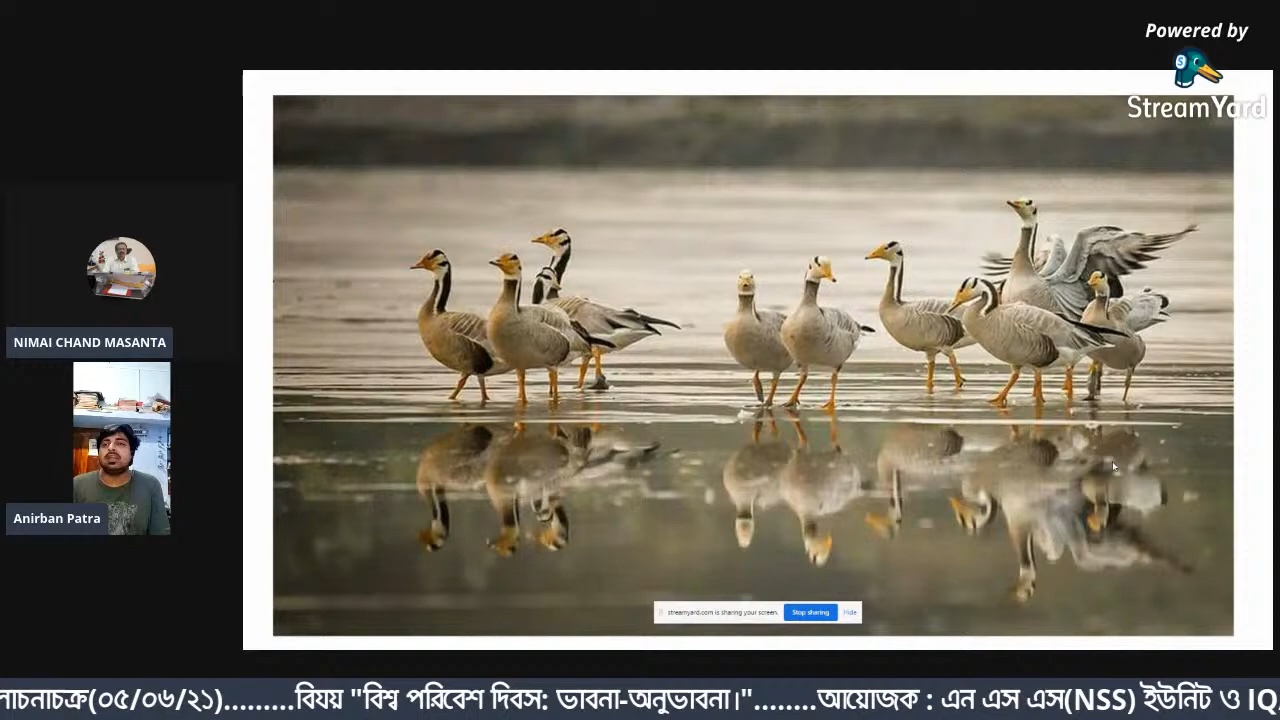 Powered by
StreamYard
NIMAI CHAND MASANTA
Anirban Patra
streamyard.com is sharing your screen.
Stop sharing
Hide
লাচনাচক্র(০৫/০৬/২১).........বিষয় "বিশ্ব পরিবেশ দিবস: ভাবনা-অনুভাবনা।"........আয়োজক : এন এস এস(NSS) ইউনিট ও IQ